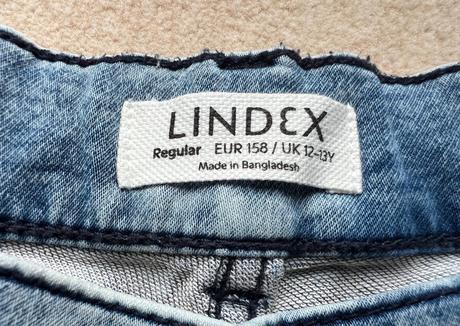 LINDEX
Regular EUR 158 / UK 12-13Y
Made in Bangladesh